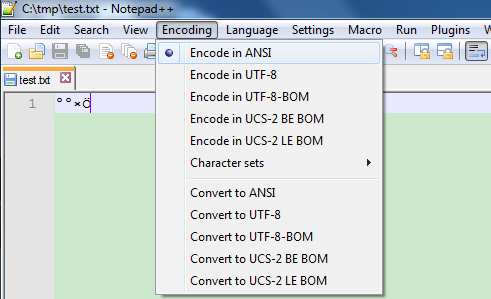 C:\tmp\test.txt - Notepad++
File Edit Search View Encoding Language Settings Macro Run Plugins
Encode in ANSI
Encode in UTF-8
Encode in UTF-8-BOM
Encode in UCS-2 BE BOM
Encode in UCS-2 LE BOM
Character sets
Convert to ANSI
Convert to UTF-8
Convert to UTF-8-BOM
Convert to UCS-2 BE BOM
Convert to UCS-2 LE BOM
test.txt
1 ºº×Ö